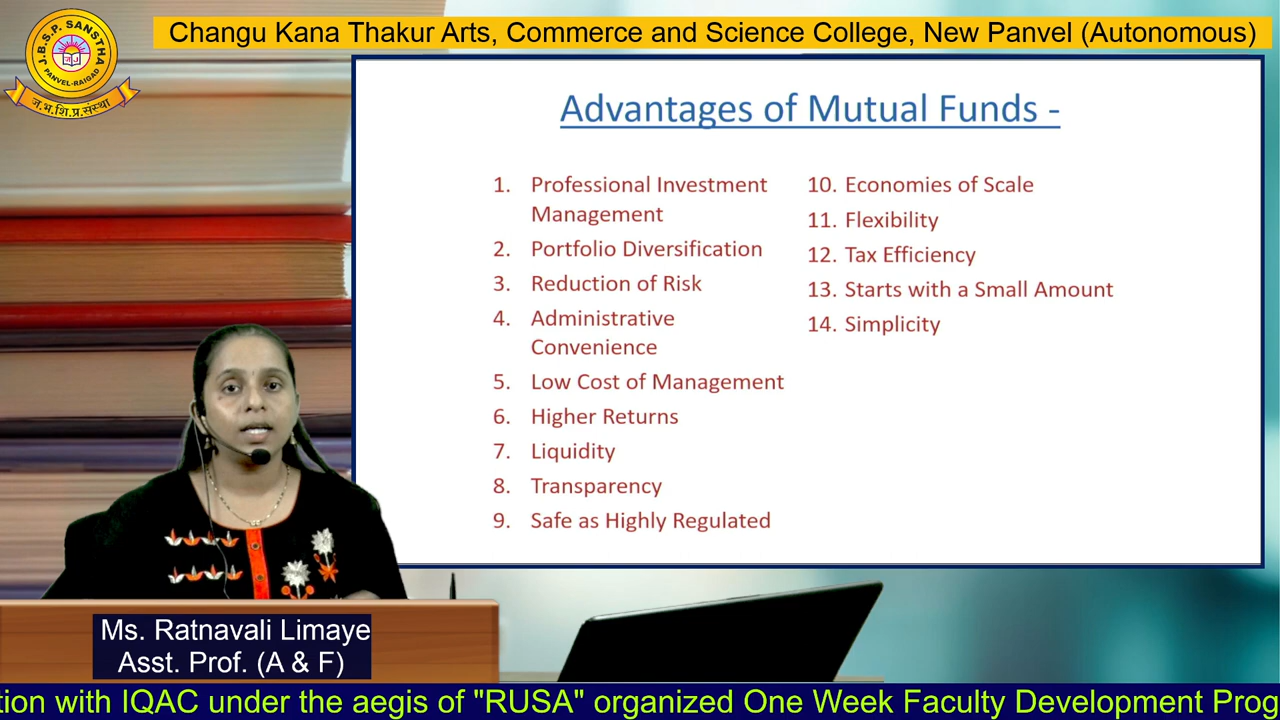 Changu Kana Thakur Arts, Commerce and Science College, New Panvel (Autonomous)
J.B.S.P. SANSTHA
PANVEL-RAIGAD
ज.भ.शि.प्र.संस्था
Advantages of Mutual Funds -
1. Professional Investment
Management
2. Portfolio Diversification
3. Reduction of Risk
4. Administrative
Convenience
5. Low Cost of Management
6. Higher Returns
7. Liquidity
8. Transparency
9. Safe as Highly Regulated
10. Economies of Scale
11. Flexibility
12. Tax Efficiency
13. Starts with a Small Amount
14. Simplicity
Ms. Ratnavali Limaye
Asst. Prof. (A & F)
tion with IQAC under the aegis of "RUSA" organized One Week Faculty Development Prog